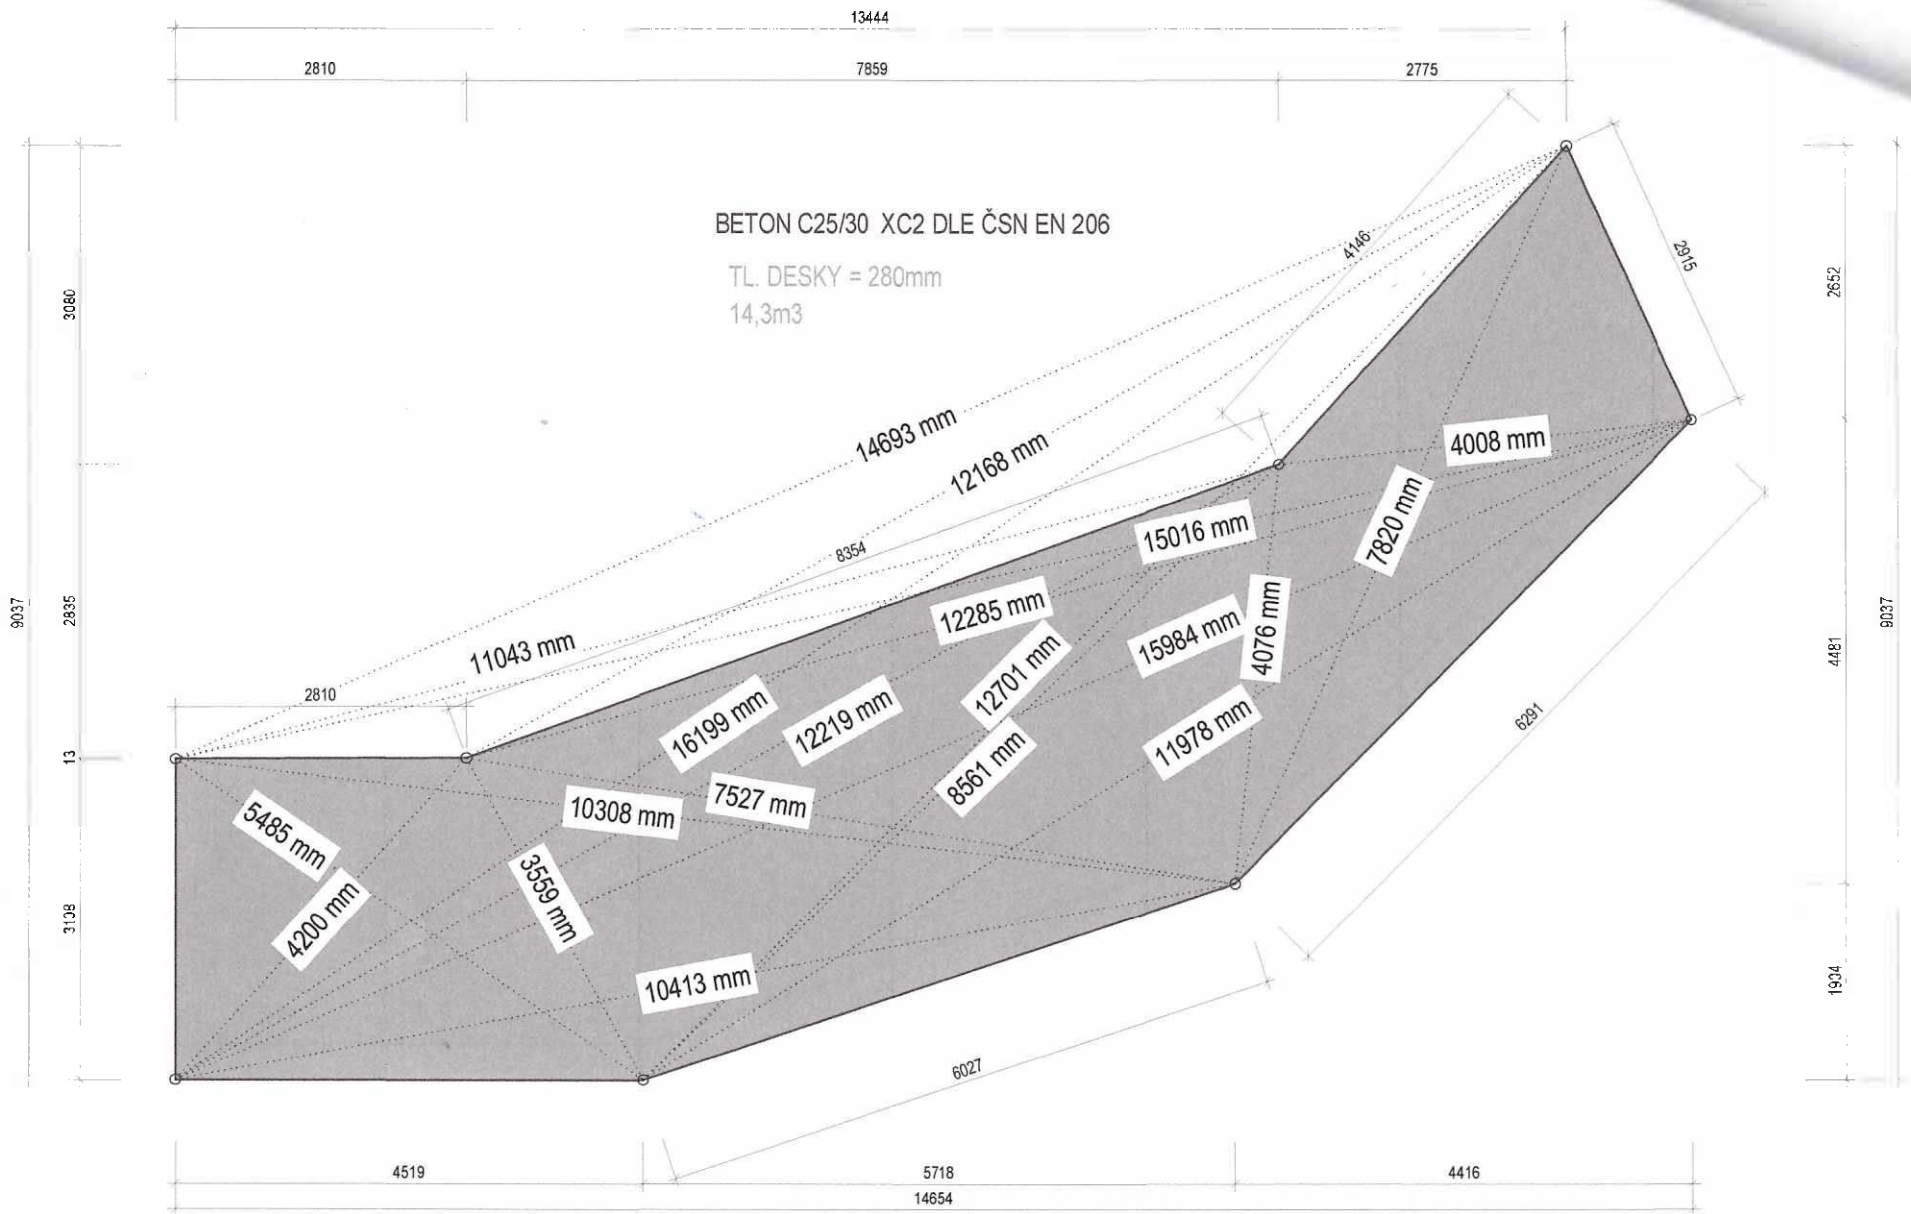 13444
2810
7859
2775
BETON C25/30 XC2 DLE ČSN EN 206
TL. DESKY = 280mm
14,3m3
4146
2915
2652
3080
14693 mm
12168 mm
4008 mm
7820 mm
15016 mm
8354
12285 mm
4076 mm
15984 mm
12701 mm
9037
2835
11043 mm
9037
4481
2810
16199 mm
12219 mm
11978 mm
6291
13
8561 mm
7527 mm
10308 mm
5485 mm
3559 mm
4200 mm
3108
10413 mm
1904
6027
4519
5718
4416
14654